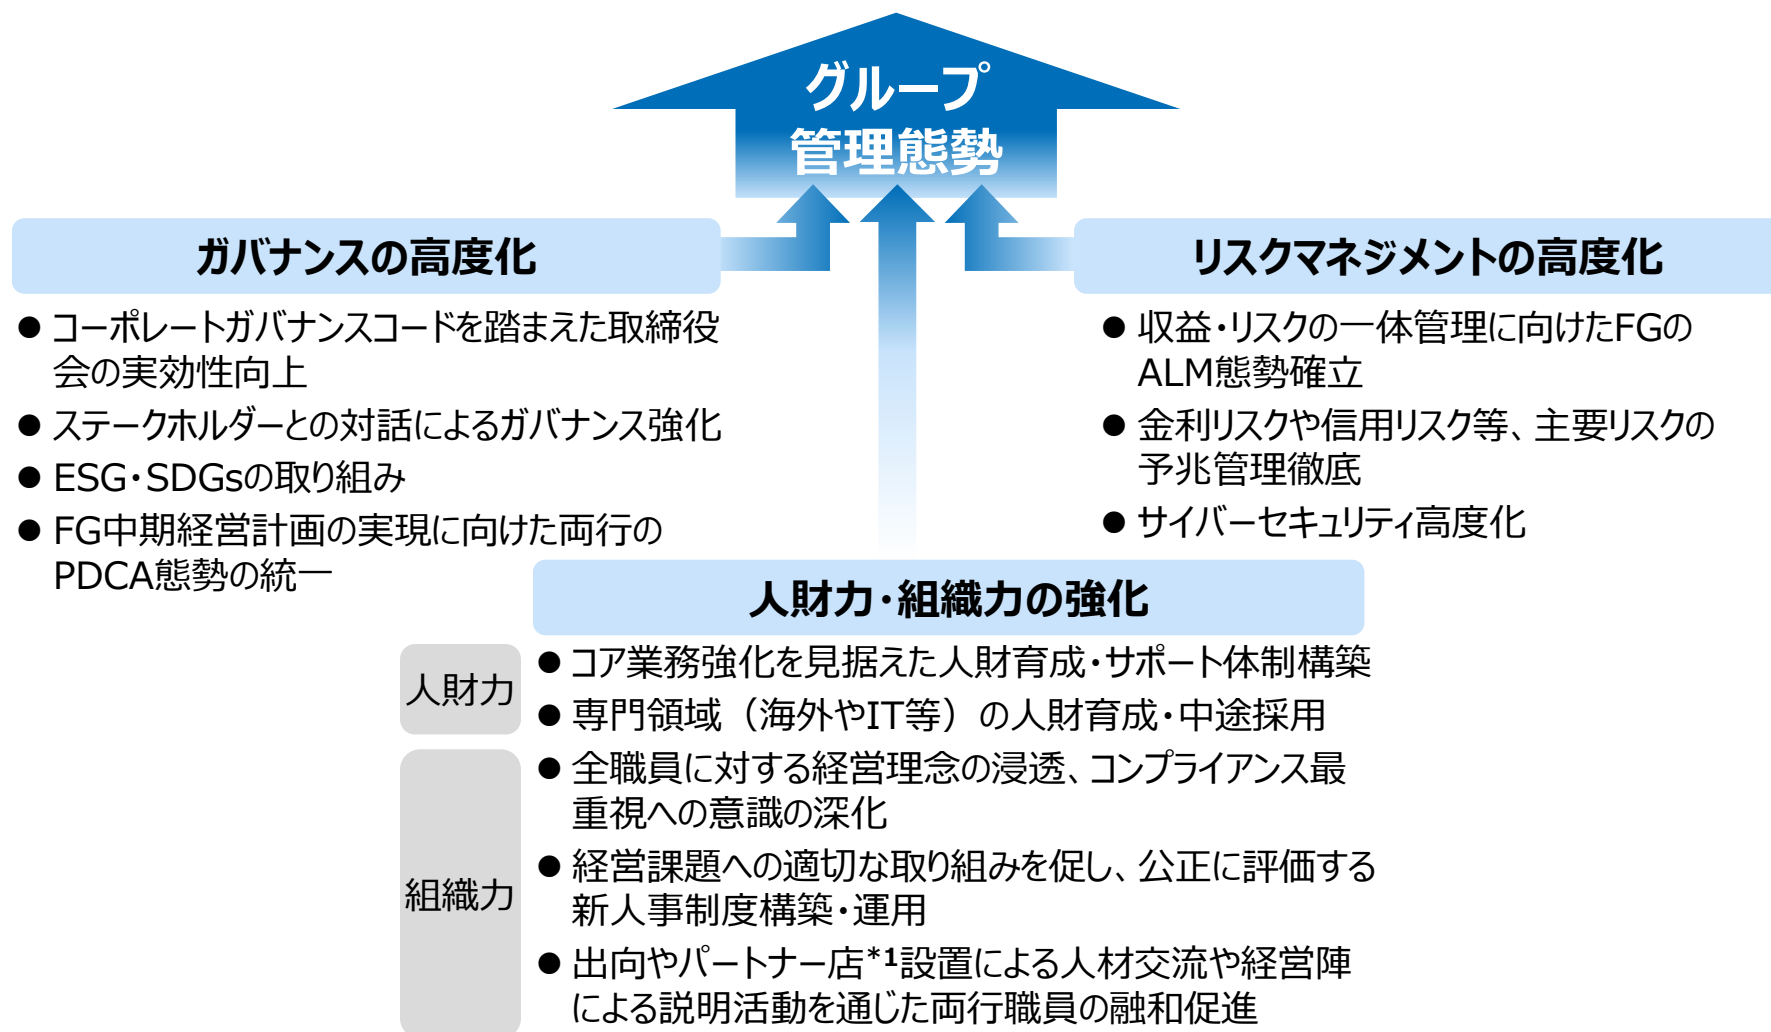 グループ
管理態勢
ガバナンスの高度化
● コーポレートガバナンスコードを踏まえた取締役
会の実効性向上
● ステークホルダーとの対話によるガバナンス強化
● ESG・SDGsの取り組み
● FG中期経営計画の実現に向けた両行の
PDCA態勢の統一
リスクマネジメントの高度化
● 収益・リスクの一体管理に向けたFGの
ALM態勢確立
● 金利リスクや信用リスク等、主要リスクの
予兆管理徹底
● サイバーセキュリティ高度化
人財力・組織力の強化
人財力
● コア業務強化を見据えた人財育成・サポート体制構築
● 専門領域（海外やIT等）の人財育成・中途採用
組織力
● 全職員に対する経営理念の浸透、コンプライアンス最
重視への意識の深化
● 経営課題への適切な取り組みを促し、公正に評価する
新人事制度構築・運用
● 出向やパートナー店*1設置による人材交流や経営陣
による説明活動を通じた両行職員の融和促進